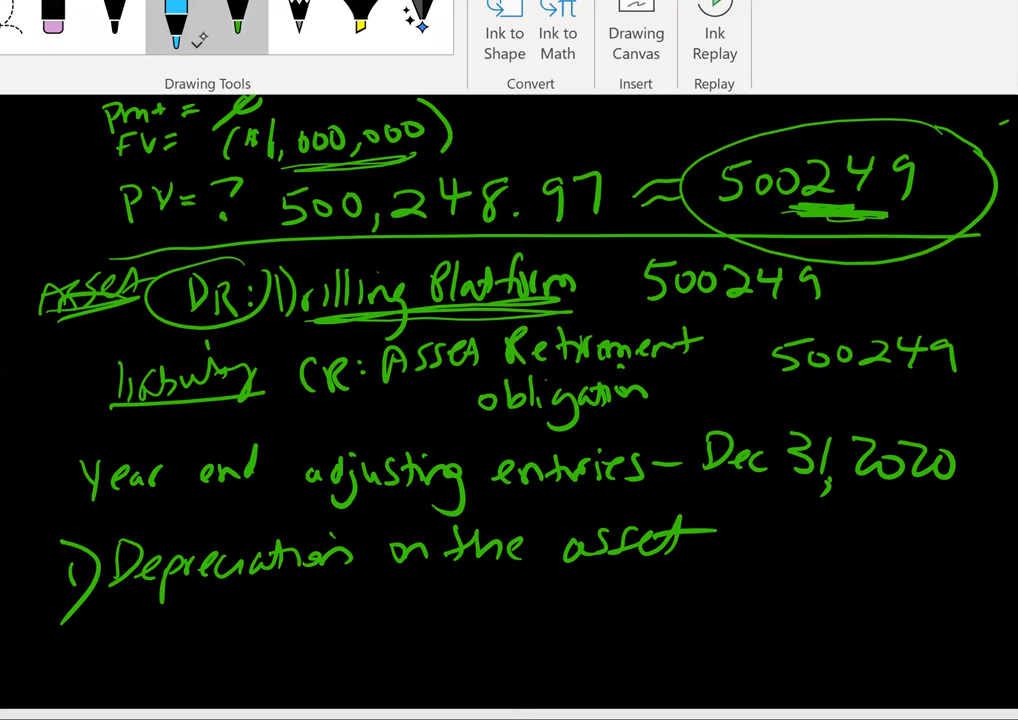 Ink to Shape
Ink to Math
Drawing Canvas
Ink Replay
Drawing Tools
Convert
Insert
Replay
Pmt = 0
FV= ($1,000,000)
PV=? 500,248.97 ≈ 500249
Asset DR: Drilling Platform 500249
liability CR: Asset Retirement obligation 500249
Year end adjusting entries - Dec 31, 2020
1) Depreciation on the asset